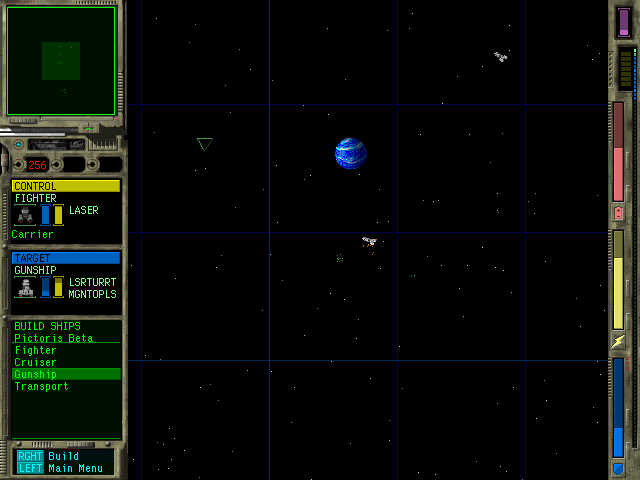 256
CONTROL
FIGHTER
LASER
Carrier
TARGET
GUNSHIP
LSRTURRT
MGNTOPLS
BUILD SHIPS
Pictoris Beta
Fighter
Cruiser
Gunship
Transport
RGHT Build
LEFT Main Menu